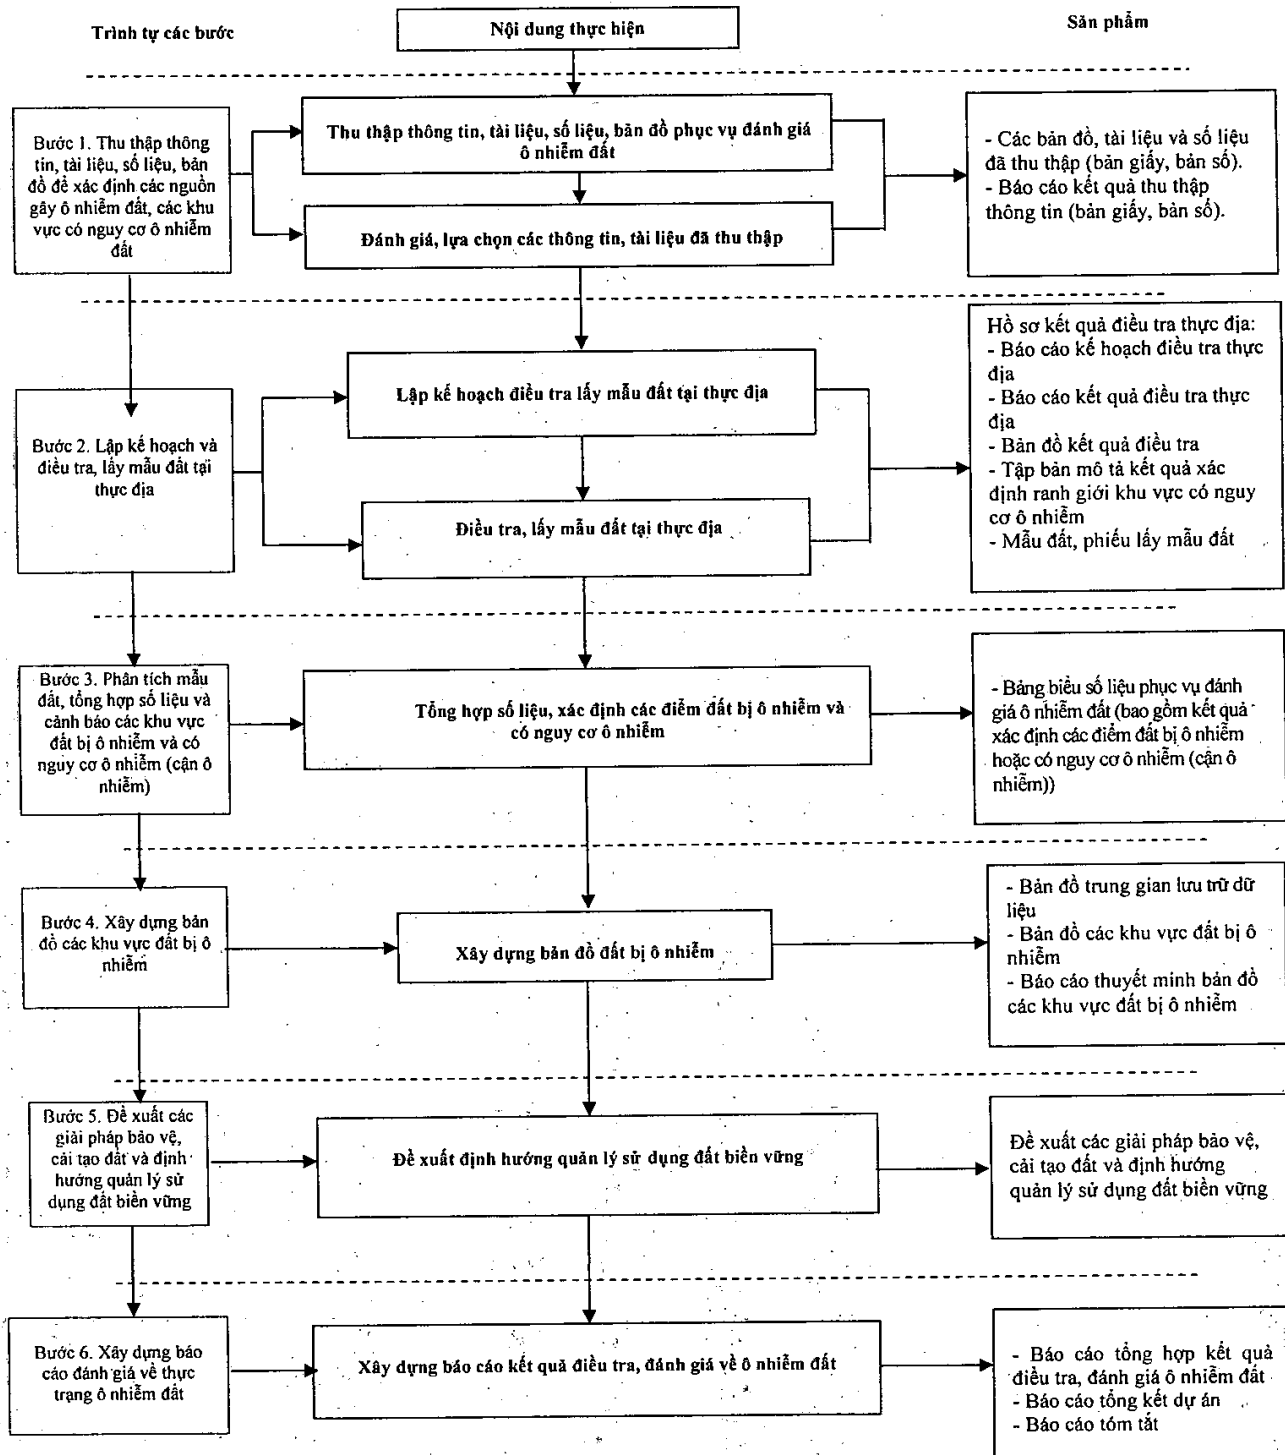 Trình tự các bước
Nội dung thực hiện
Sản phẩm
Bước 1. Thu thập thông
tin, tài liệu, số liệu, bản
đồ để xác định các nguồn
gây ô nhiễm đất, các khu
vực có nguy cơ ô nhiễm
đất
Thu thập thông tin, tài liệu, số liệu, bản đồ phục vụ đánh giá
ô nhiễm đất
Đánh giá, lựa chọn các thông tin, tài liệu đã thu thập
- Các bản đồ, tài liệu và số liệu
đã thu thập (bản giấy, bản số).
- Báo cáo kết quả thu thập
thông tin (bản giấy, bản số).
Bước 2. Lập kế hoạch và
điều tra, lấy mẫu đất tại
thực địa
Lập kế hoạch điều tra lấy mẫu đất tại thực địa
Điều tra, lấy mẫu đất tại thực địa
Hồ sơ kết quả điều tra thực địa:
- Báo cáo kế hoạch điều tra thực
địa
- Báo cáo kết quả điều tra thực
địa
- Bản đồ kết quả điều tra
- Tập bản mô tả kết quả xác
định ranh giới khu vực có nguy
cơ ô nhiễm
- Mẫu đất, phiếu lấy mẫu đất
Bước 3. Phân tích mẫu
đất, tổng hợp số liệu và
cảnh báo các khu vực
đất bị ô nhiễm và có
nguy cơ ô nhiễm (cận ô
nhiễm)
Tổng hợp số liệu, xác định các điểm đất bị ô nhiễm và
có nguy cơ ô nhiễm
- Bảng biểu số liệu phục vụ đánh
giá ô nhiễm đất (bao gồm kết quả
xác định các điểm đất bị ô nhiễm
hoặc có nguy cơ ô nhiễm (cận ô
nhiễm))
Bước 4. Xây dựng bản
đồ các khu vực đất bị ô
nhiễm
Xây dựng bản đồ đất bị ô nhiễm
- Bản đồ trung gian lưu trữ dữ
liệu
- Bản đồ các khu vực đất bị ô
nhiễm
- Báo cáo thuyết minh bản đồ
các khu vực đất bị ô nhiễm
Bước 5. Đề xuất các
giải pháp bảo vệ,
cải tạo đất và định
hướng quản lý sử
dụng đất biền vững
Đề xuất định hướng quản lý sử dụng đất biền vững
Đề xuất các giải pháp bảo vệ,
cải tạo đất và định hướng
quản lý sử dụng đất biền vững
Bước 6. Xây dựng báo
cáo đánh giá về thực
trạng ô nhiễm đất
Xây dựng báo cáo kết quả điều tra, đánh giá về ô nhiễm đất
- Báo cáo tổng hợp kết quả
điều tra, đánh giá ô nhiễm đất
- Báo cáo tổng kết dự án
- Báo cáo tóm tắt